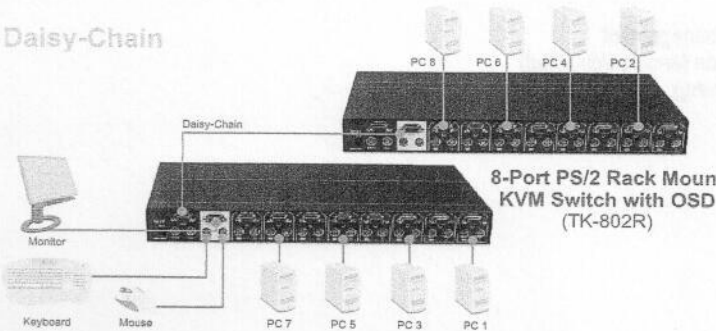 Daisy-Chain
PC 8
PC 6
PC 4
PC 2
Daisy-Chain
8-Port PS/2 Rack Moun
KVM Switch with OSD
(TK-802R)
Monitor
Keyboard
Mouse
PC 7
PC 5
PC 3
PC 1